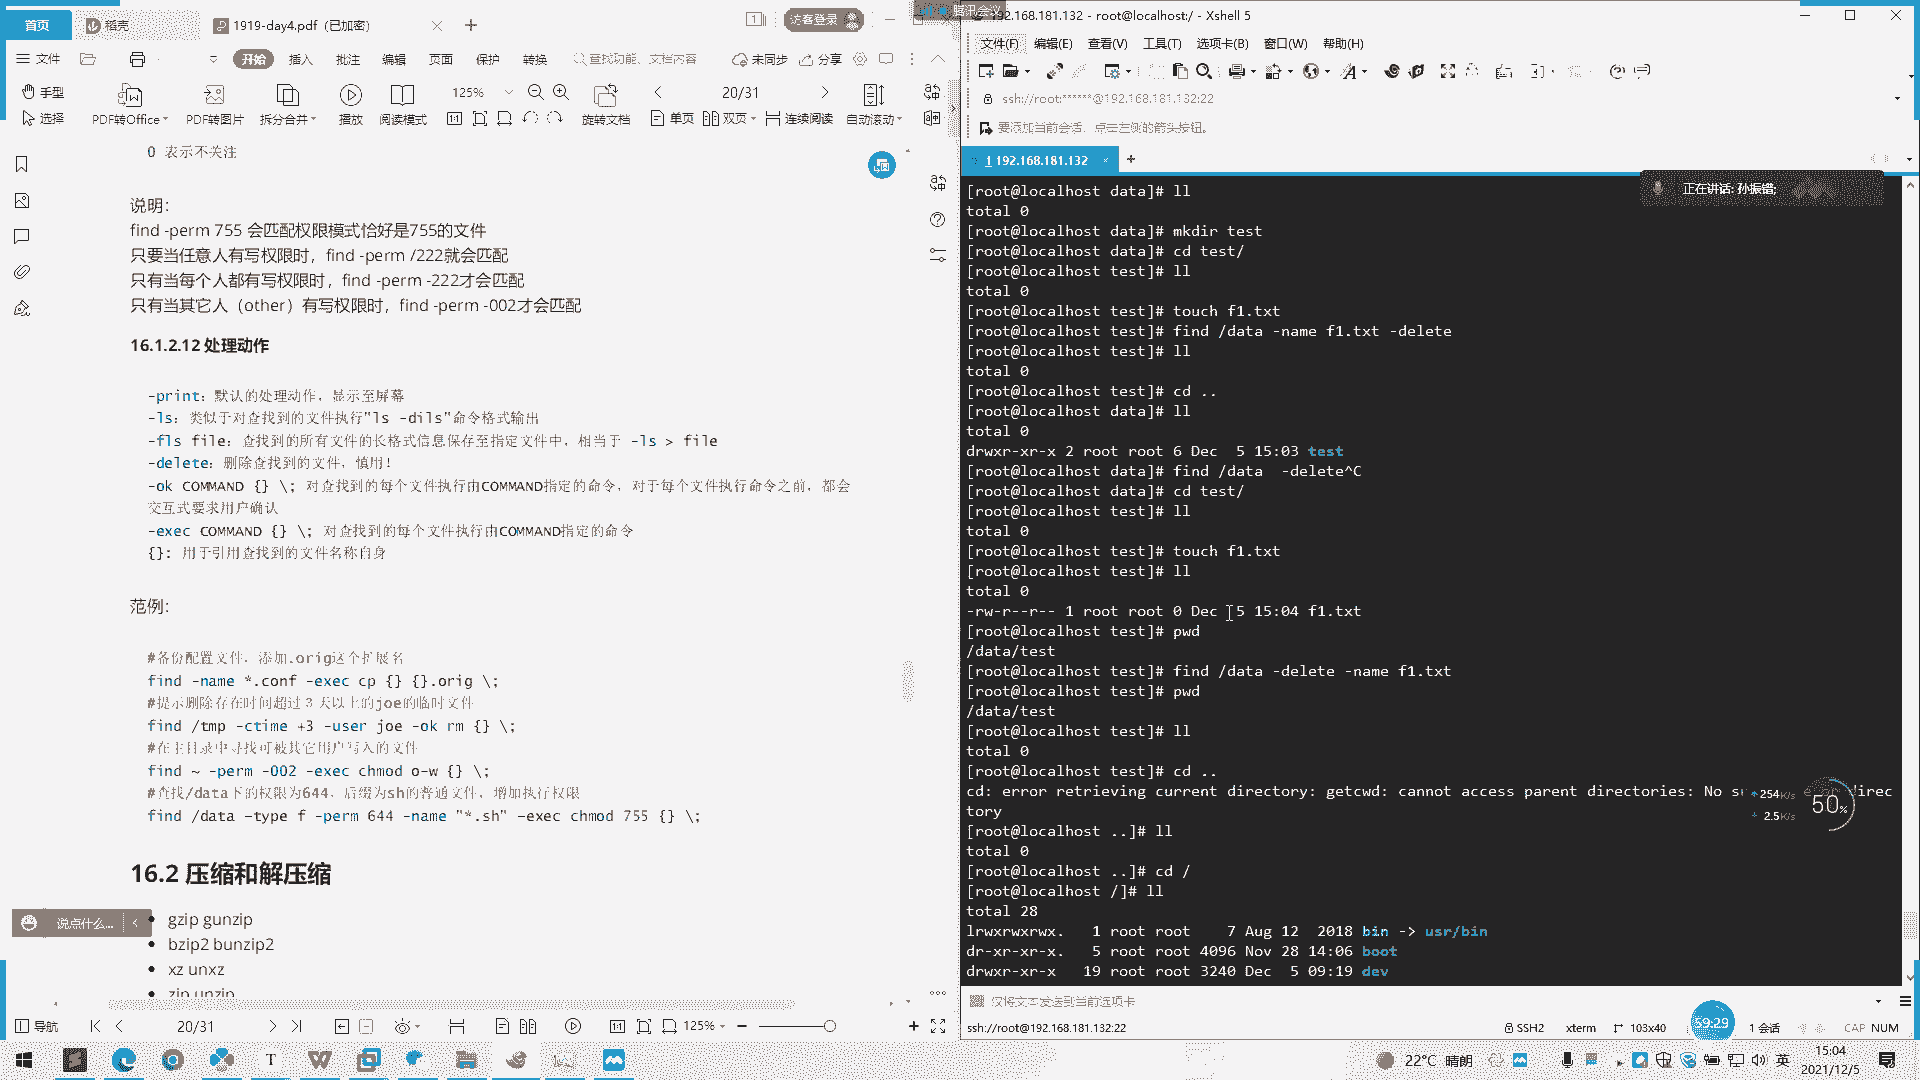 首页
稻壳
1919-day4.pdf（已加密）
访客登录
文件
开始
插入
批注
编辑
页面
保护
转换
查找功能、文档内容
未同步
分享
手型
选择
PDF转Office
PDF转图片
拆分合并
播放
阅读模式
125%
旋转文档
20/31
单页
双页
连续阅读
自动滚动
0 表示不关注
说明：
find -perm 755 会匹配权限模式恰好是755的文件
只要当任意人有写权限时，find -perm /222就会匹配
只有当每个人都有写权限时，find -perm -222才会匹配
只有当其它人（other）有写权限时，find -perm -002才会匹配
16.1.2.12 处理动作
-print：默认的处理动作，显示至屏幕
-ls：类似于对查找到的文件执行"ls -dils"命令格式输出
-fls file：查找到的所有文件的长格式信息保存至指定文件中，相当于 -ls > file
-delete：删除查找到的文件，慎用！
-ok COMMAND {} \; 对查找到的每个文件执行由COMMAND指定的命令，对于每个文件执行命令之前，都会
交互式要求用户确认
-exec COMMAND {} \; 对查找到的每个文件执行由COMMAND指定的命令
{}: 用于引用查找到的文件名称自身
范例：
#备份配置文件，添加.orig这个扩展名
find -name *.conf -exec cp {} {}.orig \;
#提示删除存在时间超过３天以上的joe的临时文件
find /tmp -ctime +3 -user joe -ok rm {} \;
#在主目录中寻找可被其它用户写入的文件
find ~ -perm -002 -exec chmod o-w {} \;
#查找/data下的权限为644，后缀为sh的普通文件，增加执行权限
find /data –type f -perm 644 -name "*.sh" –exec chmod 755 {} \;
16.2 压缩和解压缩
• gzip gunzip
• bzip2 bunzip2
• xz unxz
• zip unzip
说点什么...
导航
20/31
125%
腾讯会议
192.168.181.132 - root@localhost:/ - Xshell 5
文件(F)
编辑(E)
查看(V)
工具(T)
选项卡(B)
窗口(W)
帮助(H)
ssh://root:******@192.168.181.132:22
要添加当前会话，点击左侧的箭头按钮。
1 192.168.181.132
正在讲话: 孙振错;
[root@localhost data]# ll
total 0
[root@localhost data]# mkdir test
[root@localhost data]# cd test/
[root@localhost test]# ll
total 0
[root@localhost test]# touch f1.txt
[root@localhost test]# find /data -name f1.txt -delete
[root@localhost test]# ll
total 0
[root@localhost test]# cd ..
[root@localhost data]# ll
total 0
drwxr-xr-x 2 root root 6 Dec  5 15:03 test
[root@localhost data]# find /data  -delete^C
[root@localhost data]# cd test/
[root@localhost test]# ll
total 0
[root@localhost test]# touch f1.txt
[root@localhost test]# ll
total 0
-rw-r--r-- 1 root root 0 Dec  5 15:04 f1.txt
[root@localhost test]# pwd
/data/test
[root@localhost test]# find /data -delete -name f1.txt
[root@localhost test]# pwd
/data/test
[root@localhost test]# ll
total 0
[root@localhost test]# cd ..
cd: error retrieving current directory: getcwd: cannot access parent directories: No
tory
[root@localhost ..]# ll
total 0
[root@localhost ..]# cd /
[root@localhost /]# ll
total 28
lrwxrwxrwx.   1 root root    7 Aug 12  2018 bin -> usr/bin
dr-xr-xr-x.   5 root root 4096 Nov 28 14:06 boot
drwxr-xr-x   19 root root 3240 Dec  5 09:19 dev
254K/s
2.5K/s
50%
仅将文本发送到当前选项卡
ssh://root@192.168.181.132:22
SSH2
xterm
103x40
59:29
1 会话
CAP NUM
22°C 晴朗
英
15:04
2021/12/5